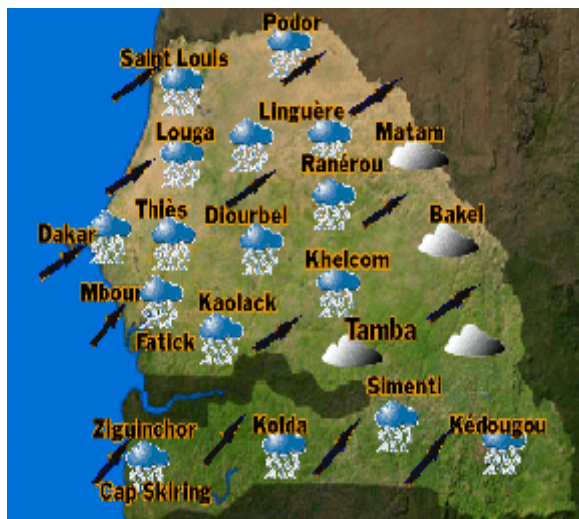 Podor
Saint Louis
Linguère
Louga
Matam
Ranérou
Thiès
Diourbel
Bakel
Dakar
Khelcom
Mbour
Kaolack
Tamba
Fatick
Simenti
Ziguinchor
Kolda
Kédougou
Cap Skiring